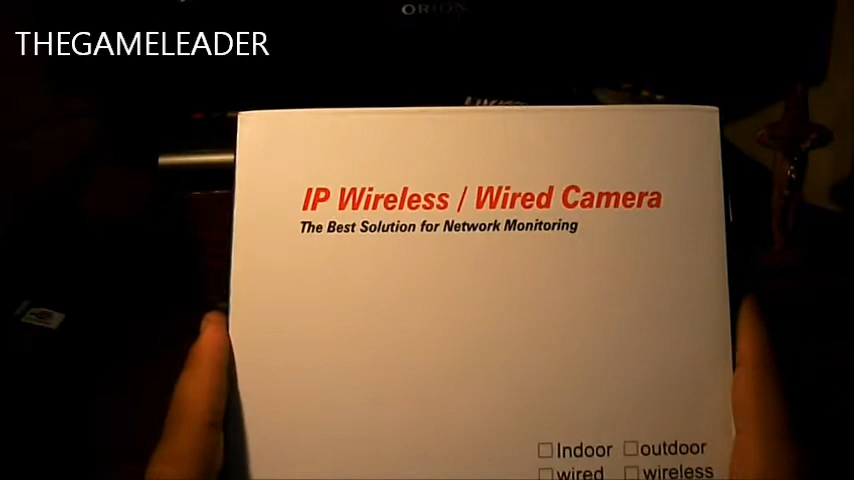 ORION
THEGAMELEADER
IP Wireless / Wired Camera
The Best Solution for Network Monitoring
☐ Indoor ☐ outdoor
☐ wired ☐ wireless